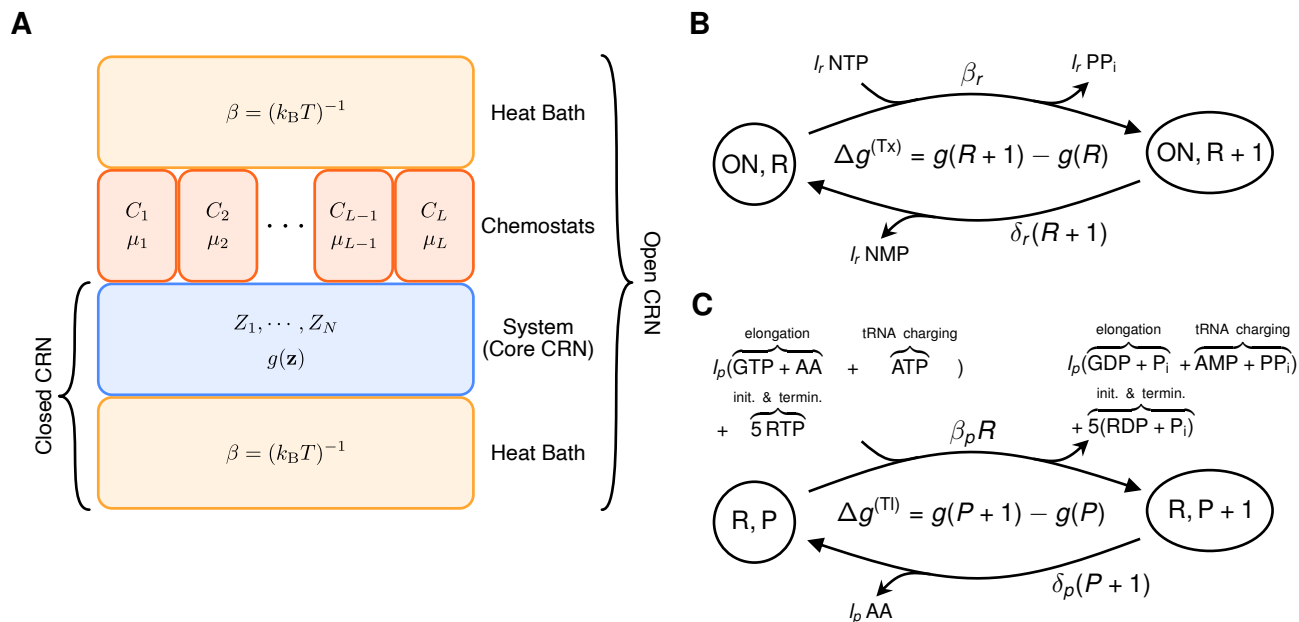 A
β = (k_B T)^{-1}
Heat Bath
C_1 C_2 ··· C_{L−1} C_L
μ_1 μ_2 μ_{L−1} μ_L
Chemostats
Z_1, ··· , Z_N
g(z)
System
(Core CRN)
β = (k_B T)^{-1}
Heat Bath
Closed CRN
Open CRN
B
l_r NTP
β_r
l_r PP_i
ON, R
Δg^{(Tx)} = g(R + 1) − g(R)
ON, R + 1
δ_r(R + 1)
l_r NMP
C
elongation tRNA charging
l_p(GTP + AA + ATP )
init. & termin.
+ 5 RTP
elongation tRNA charging
l_p(GDP + P_i + AMP + PP_i)
init. & termin.
+ 5(RDP + P_i)
β_p R
R, P
Δg^{(Tl)} = g(P + 1) − g(P)
R, P + 1
δ_p(P + 1)
l_p AA